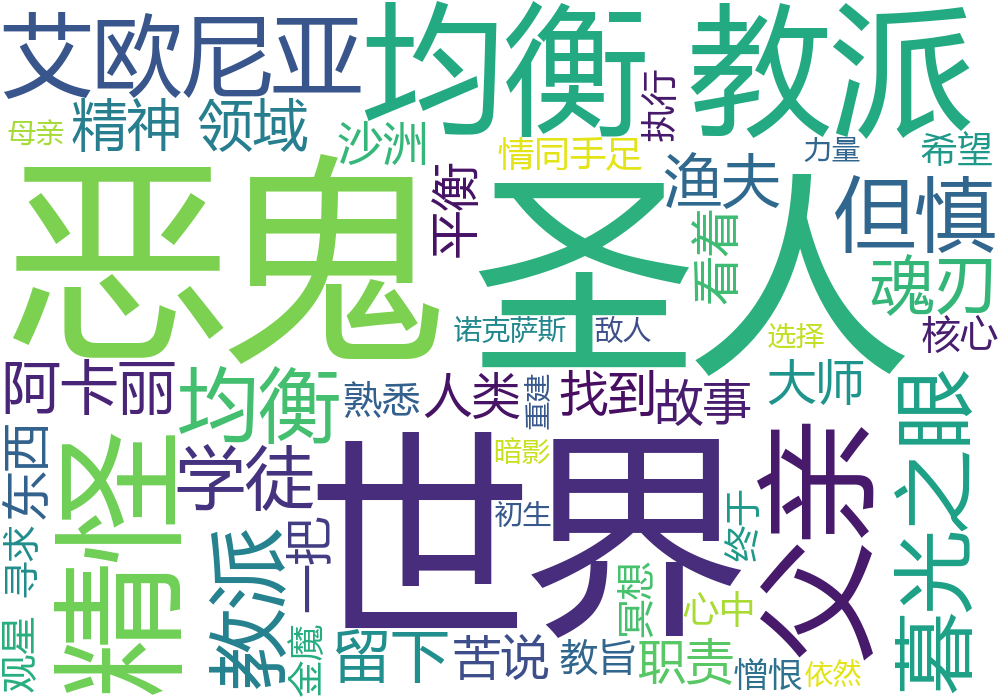 艾欧尼亚
均衡
教派
母亲
精神
领域
沙洲
情同手足
执行
渔夫
力量
希望
恶鬼
平衡
圣人
看着
但慎
魂刃
诺克萨斯
敌人
选择
核心
阿卡丽
均衡
熟悉
人类
重建
找到
故事
大师
暮光之眼
东西
精怪
学徒
世界
暗影
父亲
寻求
教派
一把
初生
终于
观星
金魔
留下
苦说
教旨
冥想
心中
职责
憎恨
依然